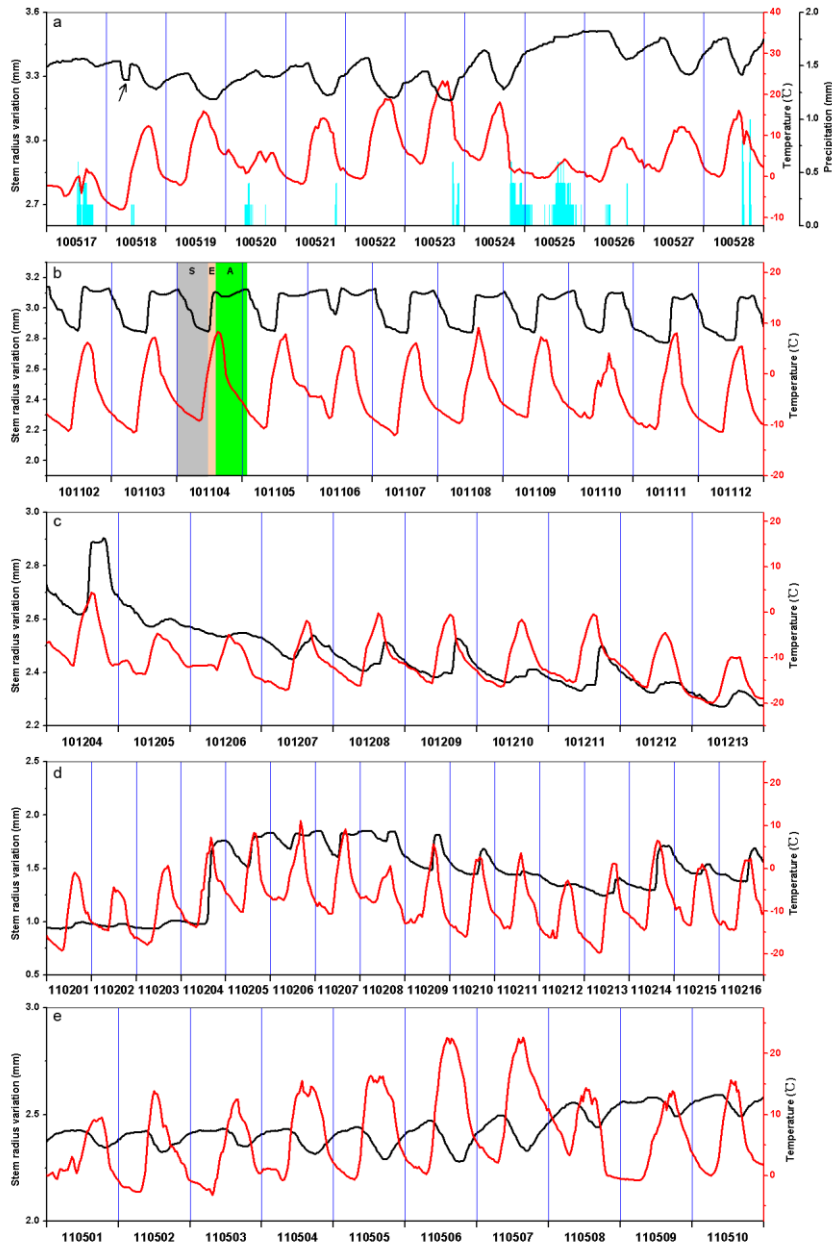 a
Stem radius variation (mm)
3.6
3.3
3.0
2.7
40
30
20
10
0
-10
Temperature (℃)
2.0
1.5
1.0
0.5
0.0
Precipitation (mm)
100517 100518 100519 100520 100521 100522 100523 100524 100525 100526 100527 100528
b
S E A
Stem radius variation (mm)
3.2
3.0
2.8
2.6
2.4
2.2
2.0
20
10
0
-10
-20
Temperature (℃)
101102 101103 101104 101105 101106 101107 101108 101109 101110 101111 101112
c
Stem radius variation (mm)
3.0
2.8
2.6
2.4
2.2
20
10
0
-10
-20
Temperature (℃)
101204 101205 101206 101207 101208 101209 101210 101211 101212 101213
d
Stem radius variation (mm)
2.5
2.0
1.5
1.0
0.5
20
10
0
-10
-20
Temperature (℃)
110201 110202 110203 110204 110205 110206 110207 110208 110209 110210 110211 110212 110213 110214 110215 110216
e
Stem radius variation (mm)
3.0
2.5
2.0
20
10
0
Temperature (℃)
110501 110502 110503 110504 110505 110506 110507 110508 110509 110510